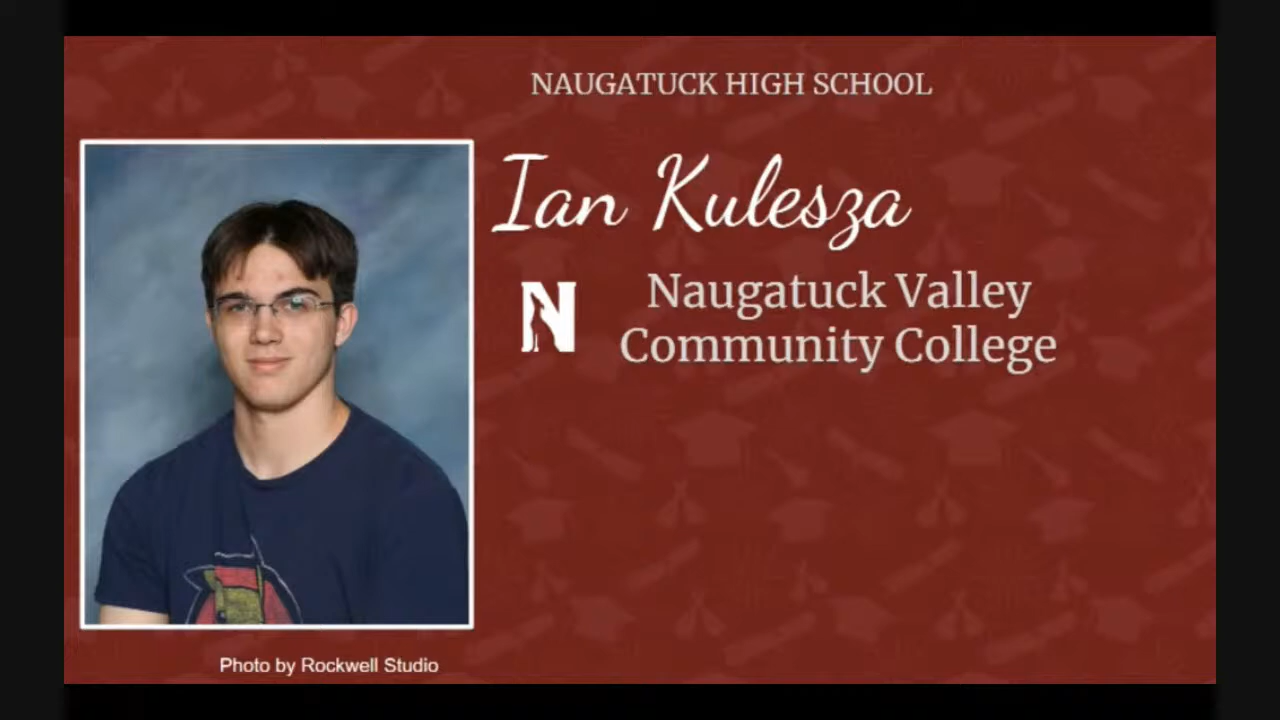 NAUGATUCK HIGH SCHOOL
Ian Kulesza
N
Naugatuck Valley
Community College
Photo by Rockwell Studio